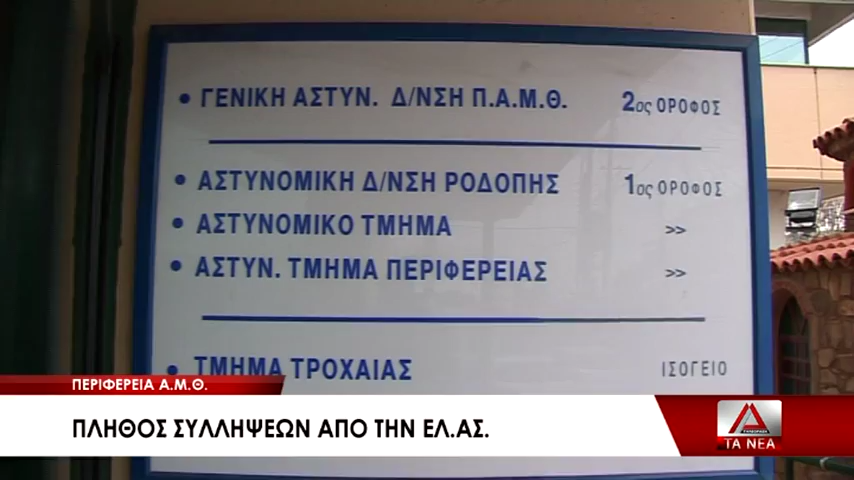 • ΓΕΝΙΚΗ ΑΣΤΥΝ. Δ/ΝΣΗ Π.Α.Μ.Θ. 2ος ΟΡΟΦΟΣ
• ΑΣΤΥΝΟΜΙΚΗ Δ/ΝΣΗ ΡΟΔΟΠΗΣ 1ος ΟΡΟΦΟΣ
• ΑΣΤΥΝΟΜΙΚΟ ΤΜΗΜΑ >>
• ΑΣΤΥΝ. ΤΜΗΜΑ ΠΕΡΙΦΕΡΕΙΑΣ >>
• ΤΜΗΜΑ ΤΡΟΧΑΙΑΣ ΙΣΟΓΕΙΟ
ΠΕΡΙΦΕΡΕΙΑ Α.Μ.Θ.
ΠΛΗΘΟΣ ΣΥΛΛΗΨΕΩΝ ΑΠΟ ΤΗΝ ΕΛ.ΑΣ.
ΤΑ ΝΕΑ